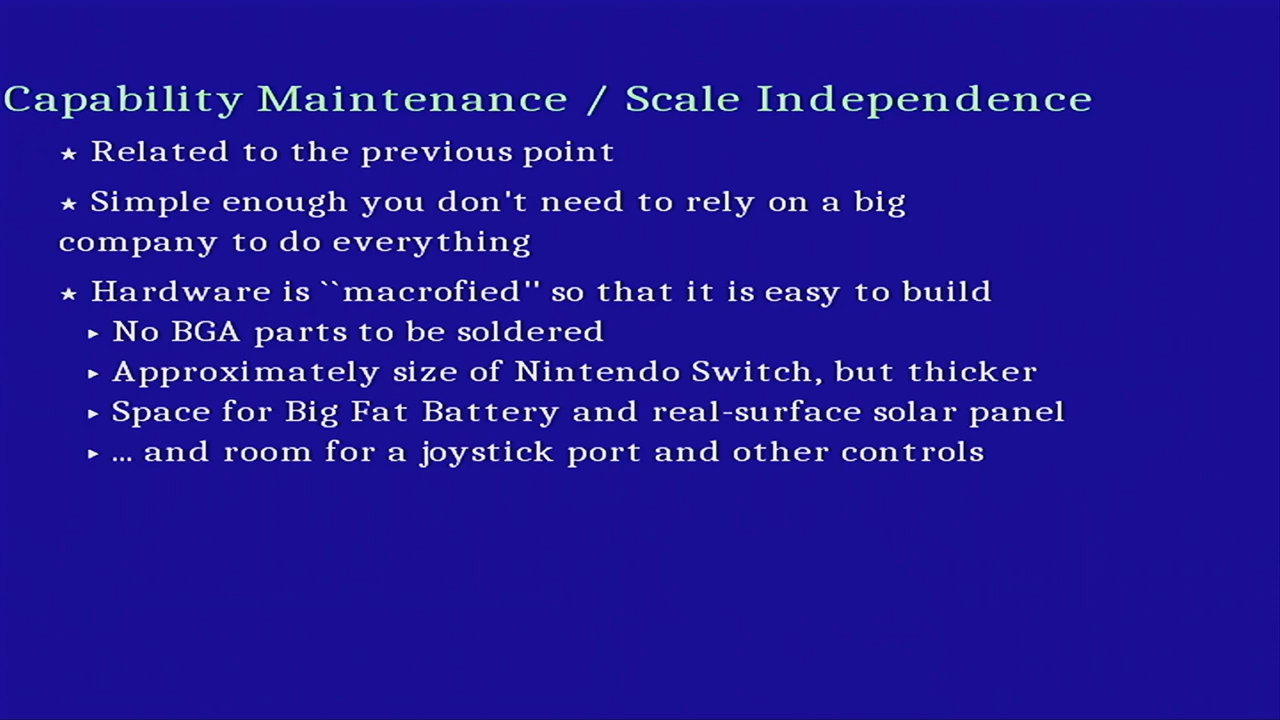 Capability Maintenance / Scale Independence
★ Related to the previous point
★ Simple enough you don't need to rely on a big
company to do everything
★ Hardware is ``macrofied'' so that it is easy to build
▸ No BGA parts to be soldered
▸ Approximately size of Nintendo Switch, but thicker
▸ Space for Big Fat Battery and real-surface solar panel
▸ ... and room for a joystick port and other controls